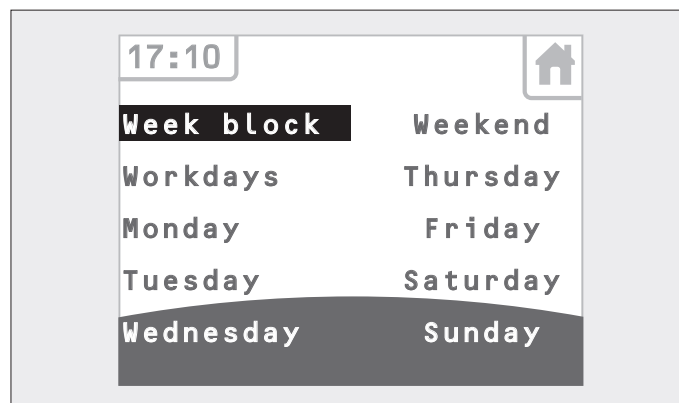 17:10
Week block Weekend
Workdays Thursday
Monday Friday
Tuesday Saturday
Wednesday Sunday